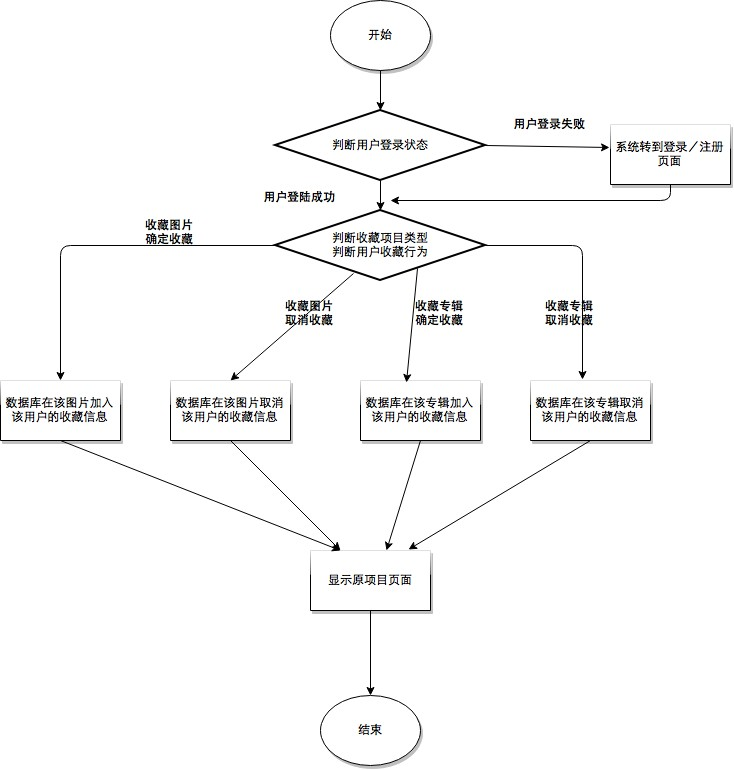 开始
判断用户登录状态
用户登录失败
系统转到登录／注册
页面
用户登陆成功
判断收藏项目类型
判断用户收藏行为
收藏图片
确定收藏
收藏图片
取消收藏
收藏专辑
确定收藏
收藏专辑
取消收藏
数据库在该图片加入
该用户的收藏信息
数据库在该图片取消
该用户的收藏信息
数据库在该专辑加入
该用户的收藏信息
数据库在该专辑取消
该用户的收藏信息
显示原项目页面
结束